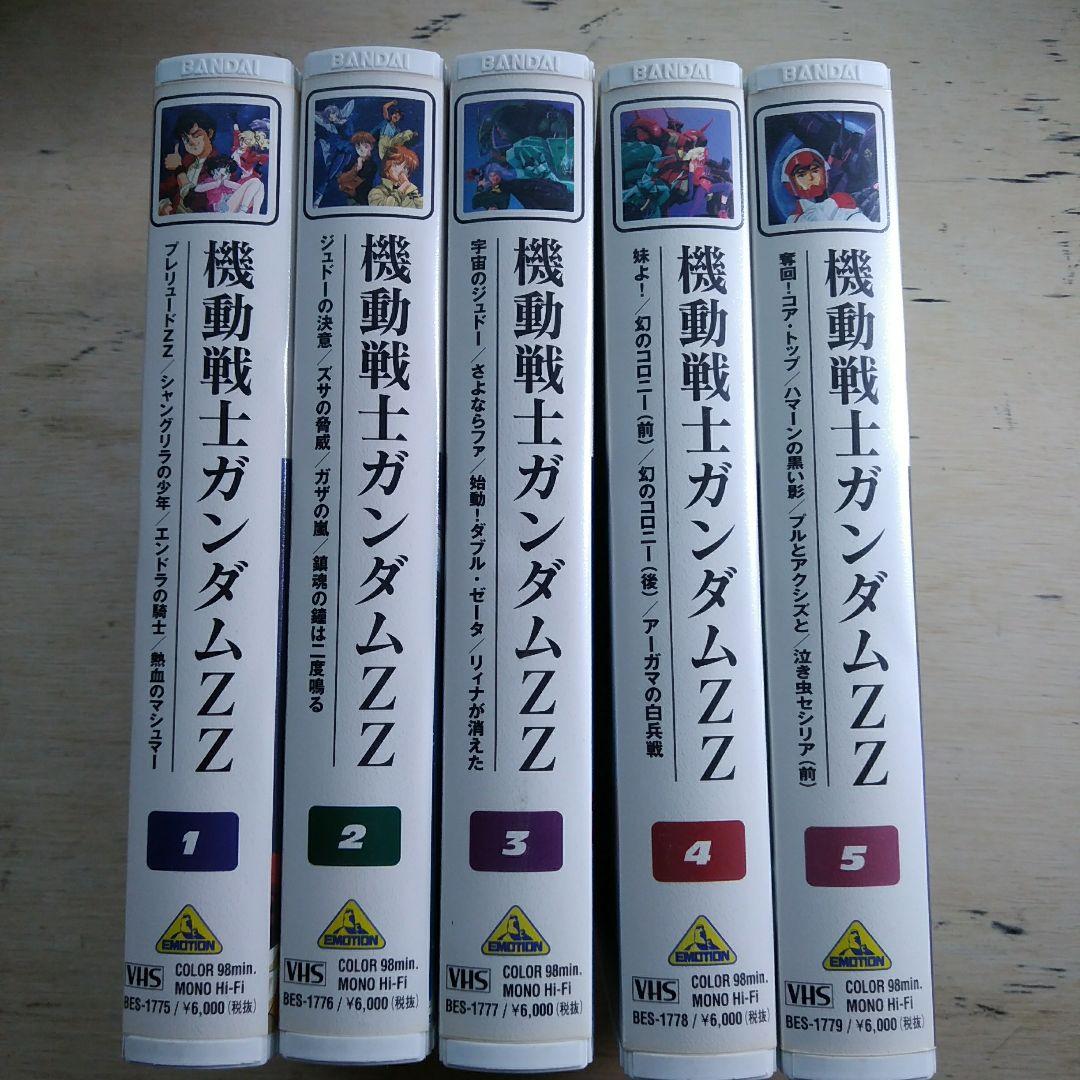 BANDAI
機動戦士ガンダムZZ
プレリュードZZ/シャングリラの少年/エンドラの騎士/熱血のマシュマー
1
EMOTION
VHS
COLOR 98min.
MONO Hi-Fi
BES-1775/¥6,000(税抜)
BANDAI
機動戦士ガンダムZZ
ジュドーの決意/ズサの脅威/ガザの嵐/鎮魂の鐘は二度鳴る
2
EMOTION
VHS
COLOR 98min.
MONO Hi-Fi
BES-1776/¥6,000(税抜)
BANDAI
機動戦士ガンダムZZ
宇宙のジュドー/さよならファ/始動!ダブル・ゼータ/リィナが消えた
3
EMOTION
VHS
COLOR 98min.
MONO Hi-Fi
BES-1777/¥6,000(税抜)
BANDAI
機動戦士ガンダムZZ
妹よ!/幻のコロニー(前)/幻のコロニー(後)/アーガマの白兵戦
4
EMOTION
VHS
COLOR 98min.
MONO Hi-Fi
BES-1778/¥6,000(税抜)
BANDAI
機動戦士ガンダムZZ
奪回!コア・トップ/ハマーンの黒い影/プルとアクシズと/泣き虫セシリア(前)
5
EMOTION
VHS
COLOR 98min.
MONO Hi-Fi
BES-1779/¥6,000(税抜)